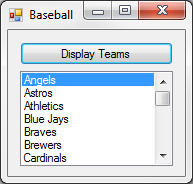 Baseball
Display Teams
Angels
Astros
Athletics
Blue Jays
Braves
Brewers
Cardinals